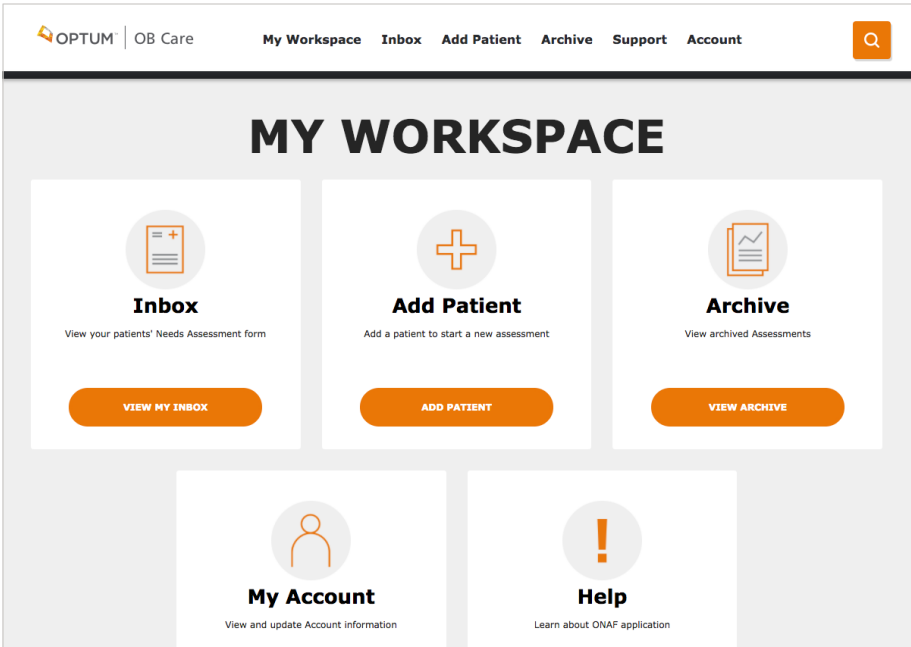 OPTUM™ OB Care
My Workspace Inbox Add Patient Archive Support Account
MY WORKSPACE
Inbox
View your patients' Needs Assessment form
VIEW MY INBOX
Add Patient
Add a patient to start a new assessment
ADD PATIENT
Archive
View archived Assessments
VIEW ARCHIVE
My Account
View and update Account information
Help
Learn about ONAF application